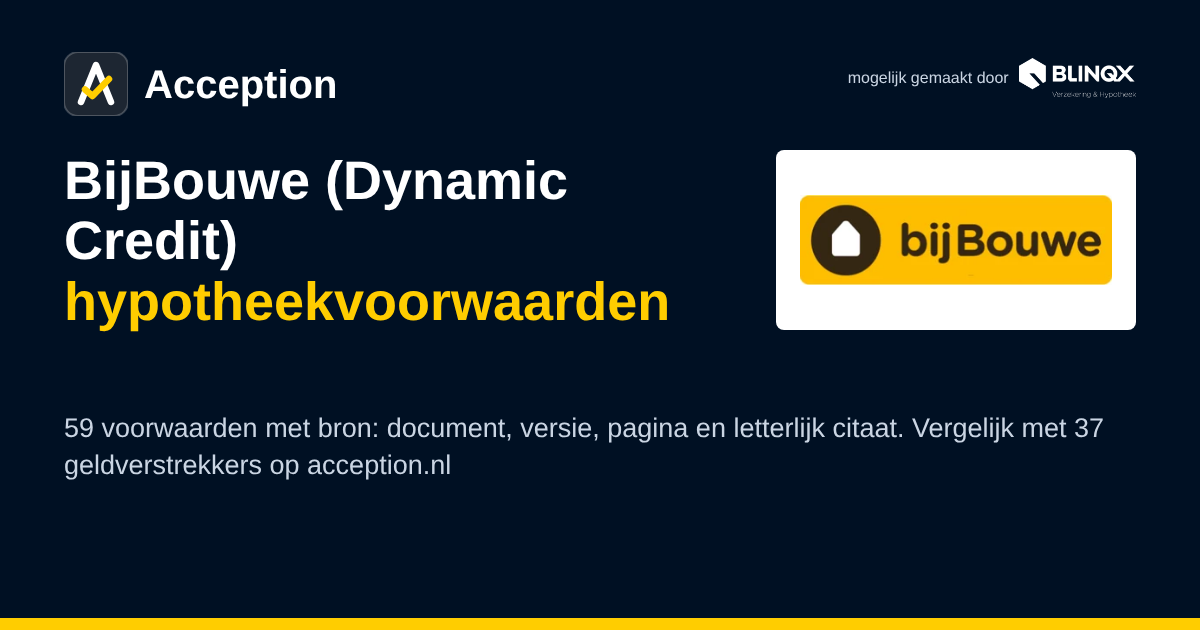 Acception
mogelijk gemaakt door
BLINQX
Verzekering & Hypotheek
BijBouwe (Dynamic
Credit)
hypotheekvoorwaarden
bijBouwe
59 voorwaarden met bron: document, versie, pagina en letterlijk citaat. Vergelijk met 37
geldverstrekkers op acception.nl